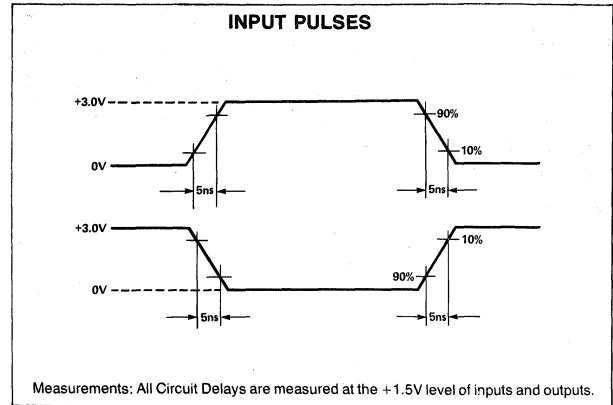 INPUT PULSES
+3.0V
90%
10%
0V
5ns
5ns
+3.0V
10%
90%
0V
5ns
5ns
Measurements: All Circuit Delays are measured at the +1.5V level of inputs and outputs.